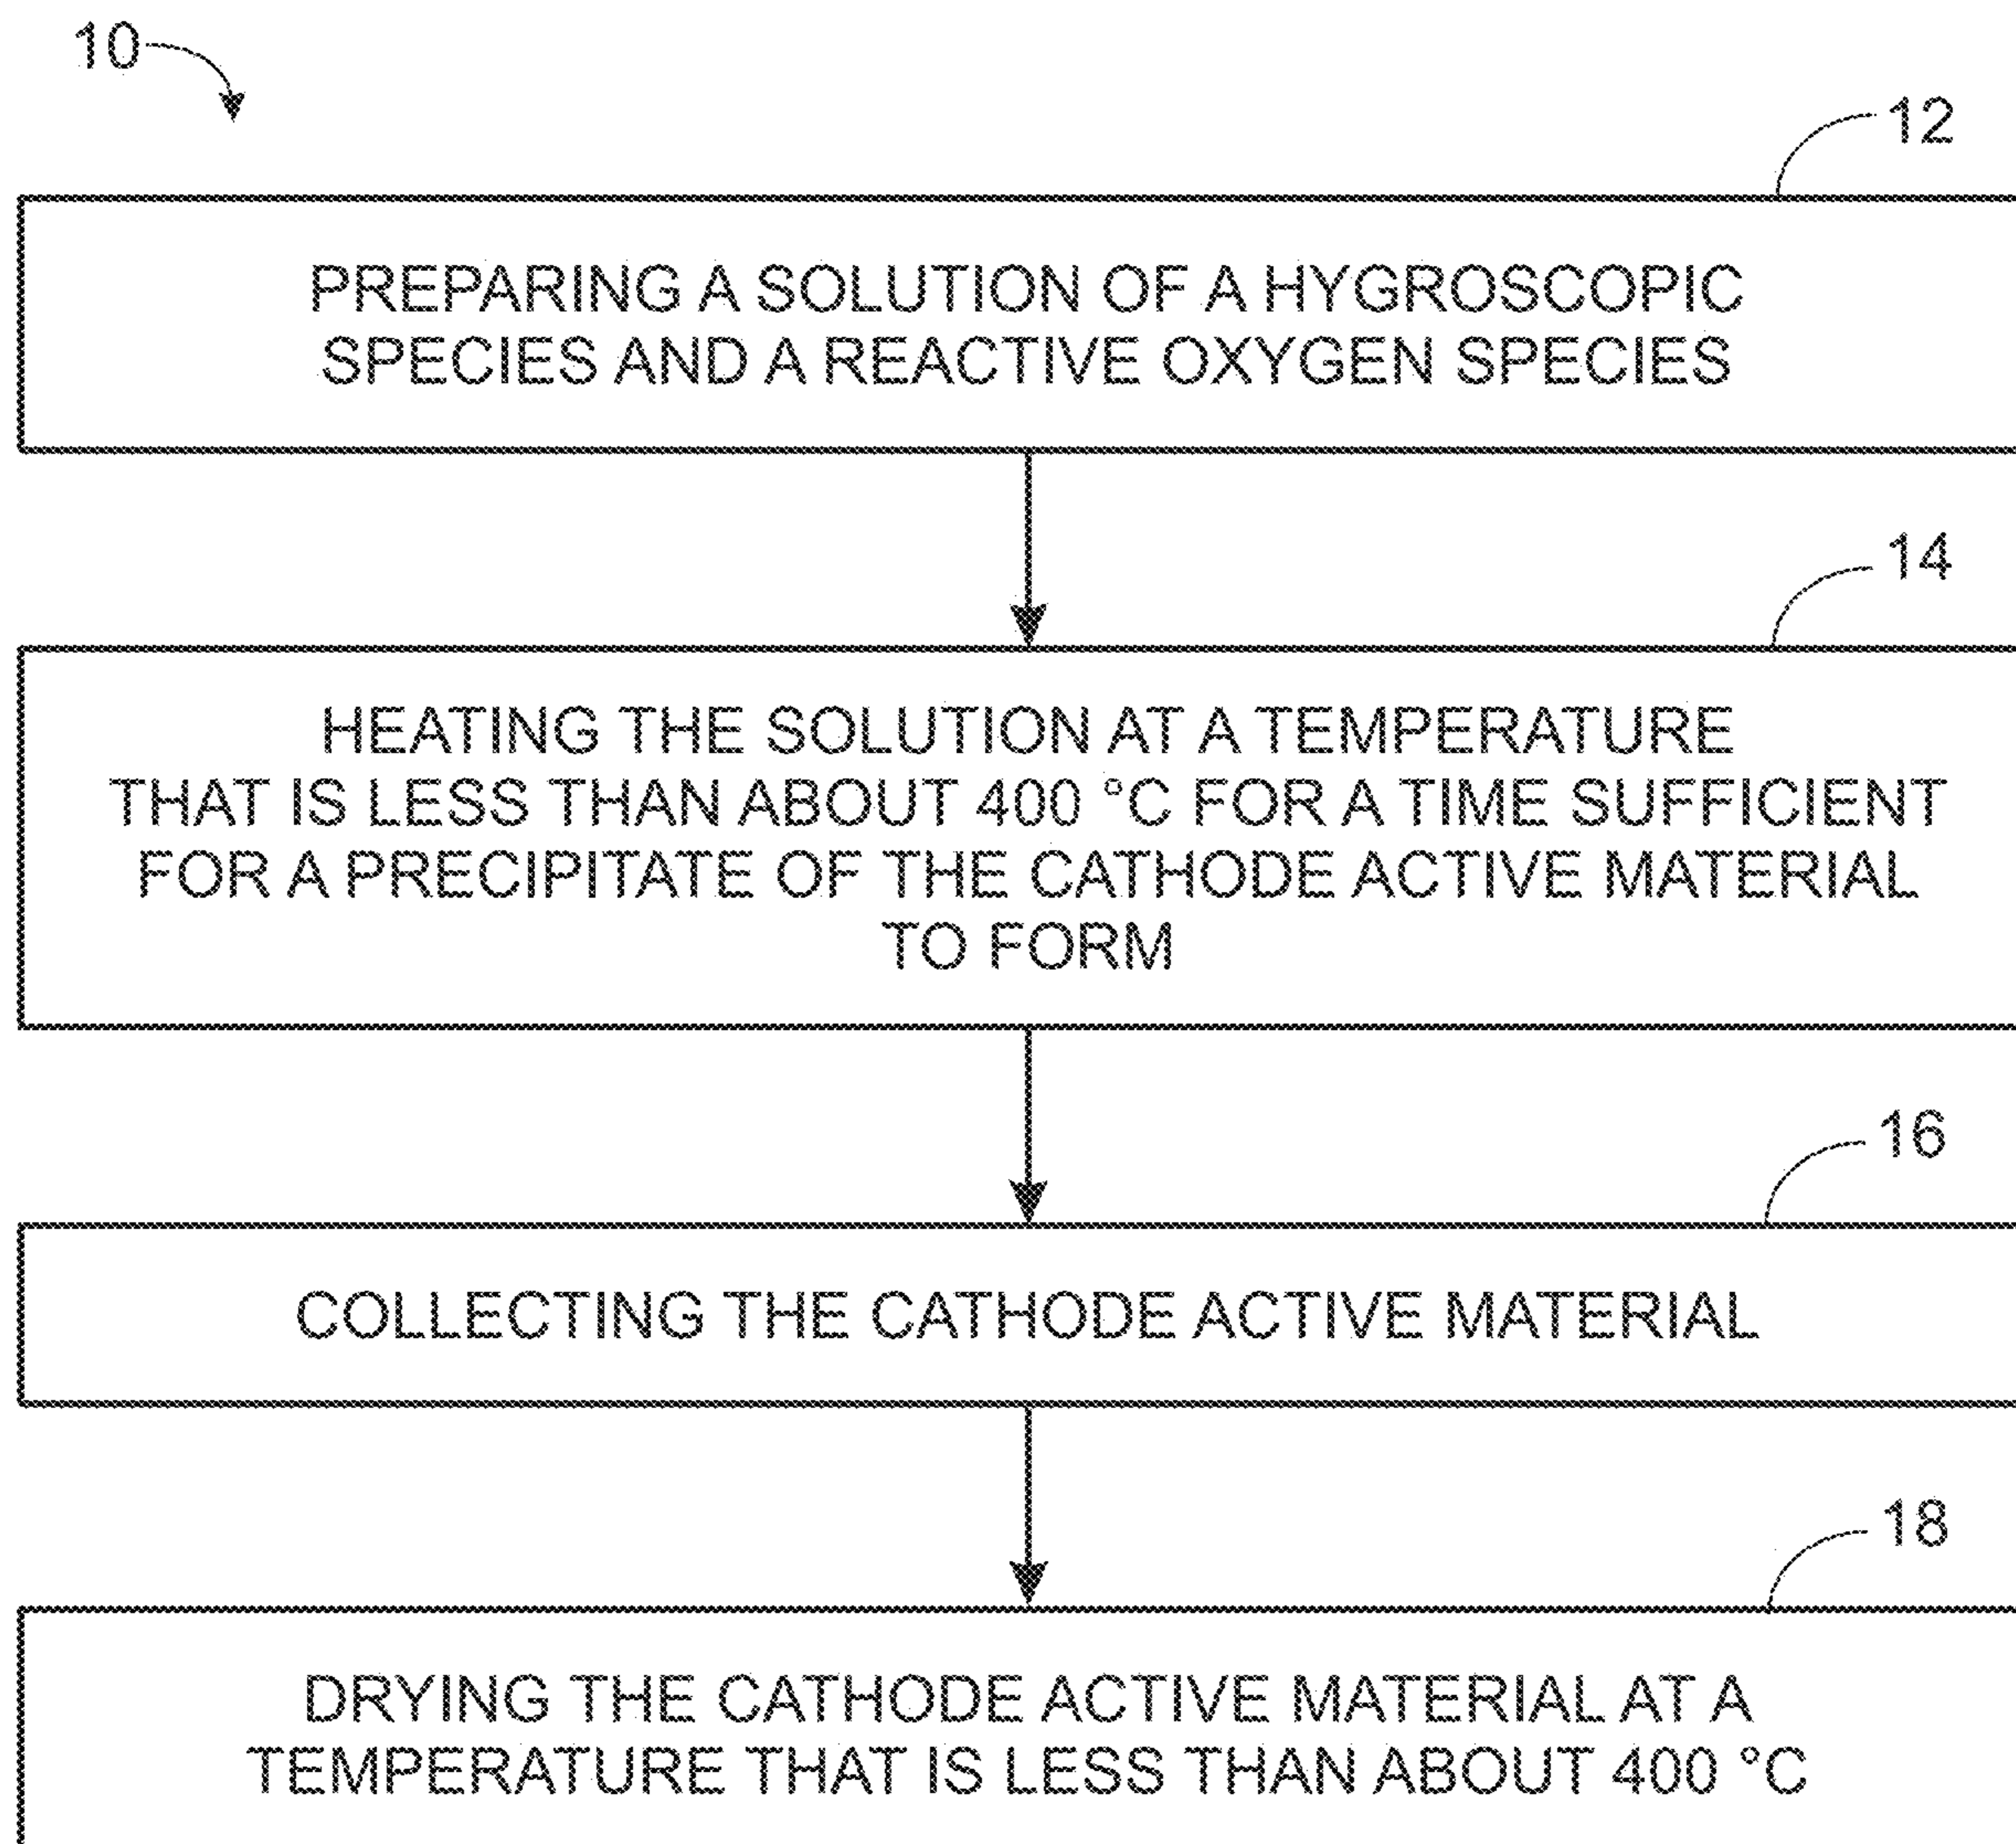 10
12
PREPARING A SOLUTION OF A HYGROSCOPIC
SPECIES AND A REACTIVE OXYGEN SPECIES
14
HEATING THE SOLUTION AT A TEMPERATURE
THAT IS LESS THAN ABOUT 400 °C FOR A TIME SUFFICIENT
FOR A PRECIPITATE OF THE CATHODE ACTIVE MATERIAL
TO FORM
16
COLLECTING THE CATHODE ACTIVE MATERIAL
18
DRYING THE CATHODE ACTIVE MATERIAL AT A
TEMPERATURE THAT IS LESS THAN ABOUT 400 °C